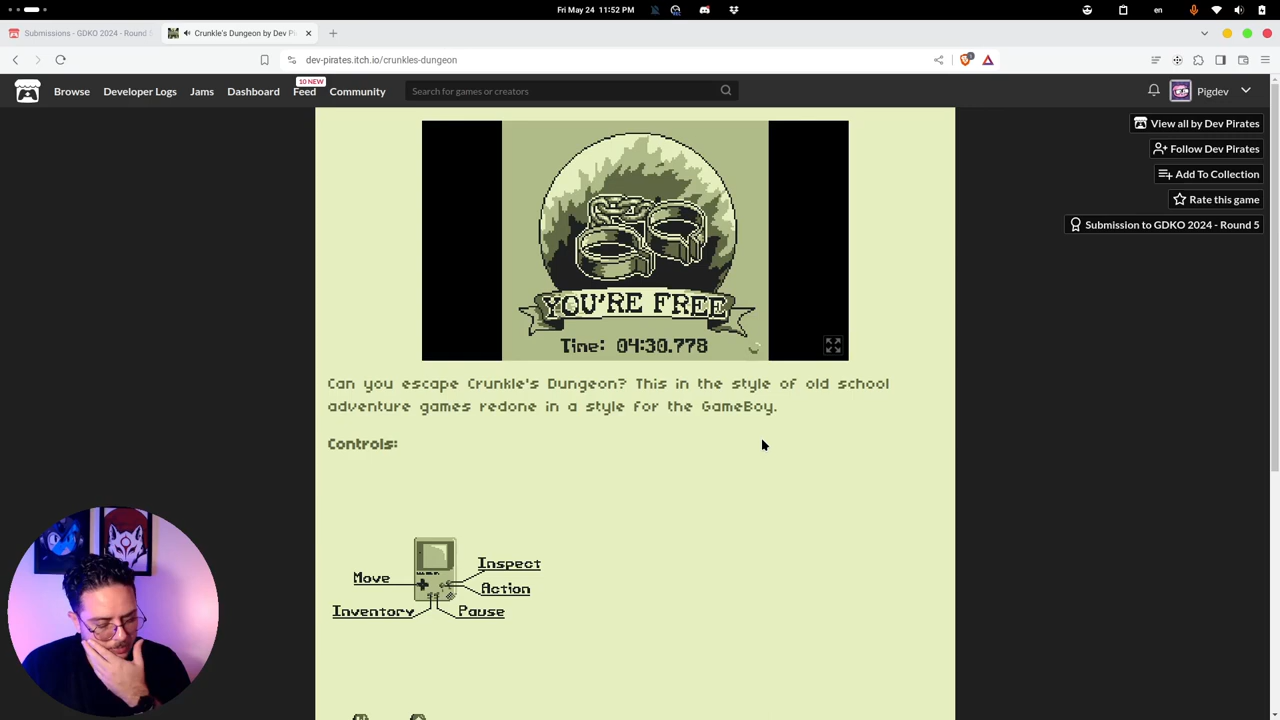 Fri May 24 11:52 PM
en
Submissions - GDKO 2024 - Round 5
Crunkle's Dungeon by Dev Pi
dev-pirates.itch.io/crunkles-dungeon
1
10 NEW
Browse
Developer Logs
Jams
Dashboard
Feed
Community
Search for games or creators
Pigdev
View all by Dev Pirates
Follow Dev Pirates
Add To Collection
Rate this game
Submission to GDKO 2024 - Round 5
YOU'RE FREE
Time: 04:30.778
Can you escape Crunkle's Dungeon? This in the style of old school
adventure games redone in a style for the GameBoy.
Controls:
Inspect
Move
Action
Inventory
Pause